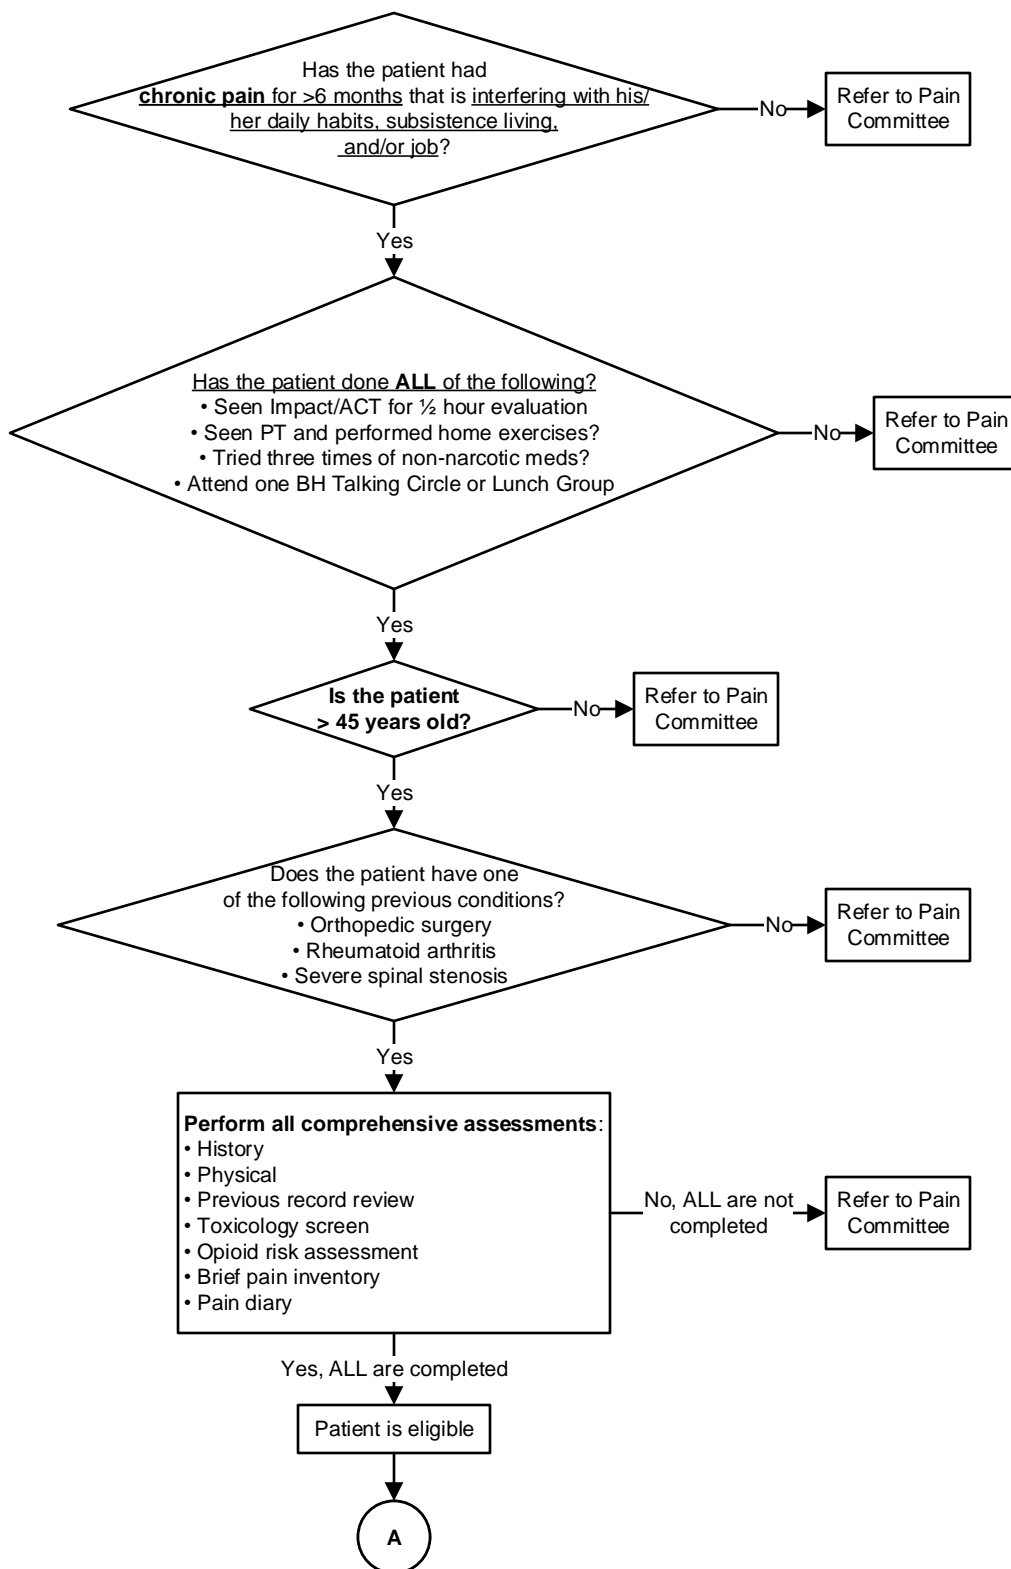 Has the patient had
chronic pain for >6 months that is interfering with his/
her daily habits, subsistence living,
and/or job?
No
Refer to Pain
Committee
Yes
Has the patient done ALL of the following?
• Seen Impact/ACT for ½ hour evaluation
• Seen PT and performed home exercises?
• Tried three times of non-narcotic meds?
• Attend one BH Talking Circle or Lunch Group
No
Refer to Pain
Committee
Yes
Is the patient
> 45 years old?
No
Refer to Pain
Committee
Yes
Does the patient have one
of the following previous conditions?
• Orthopedic surgery
• Rheumatoid arthritis
• Severe spinal stenosis
No
Refer to Pain
Committee
Yes
Perform all comprehensive assessments:
• History
• Physical
• Previous record review
• Toxicology screen
• Opioid risk assessment
• Brief pain inventory
• Pain diary
No, ALL are not
completed
Refer to Pain
Committee
Yes, ALL are completed
Patient is eligible
A